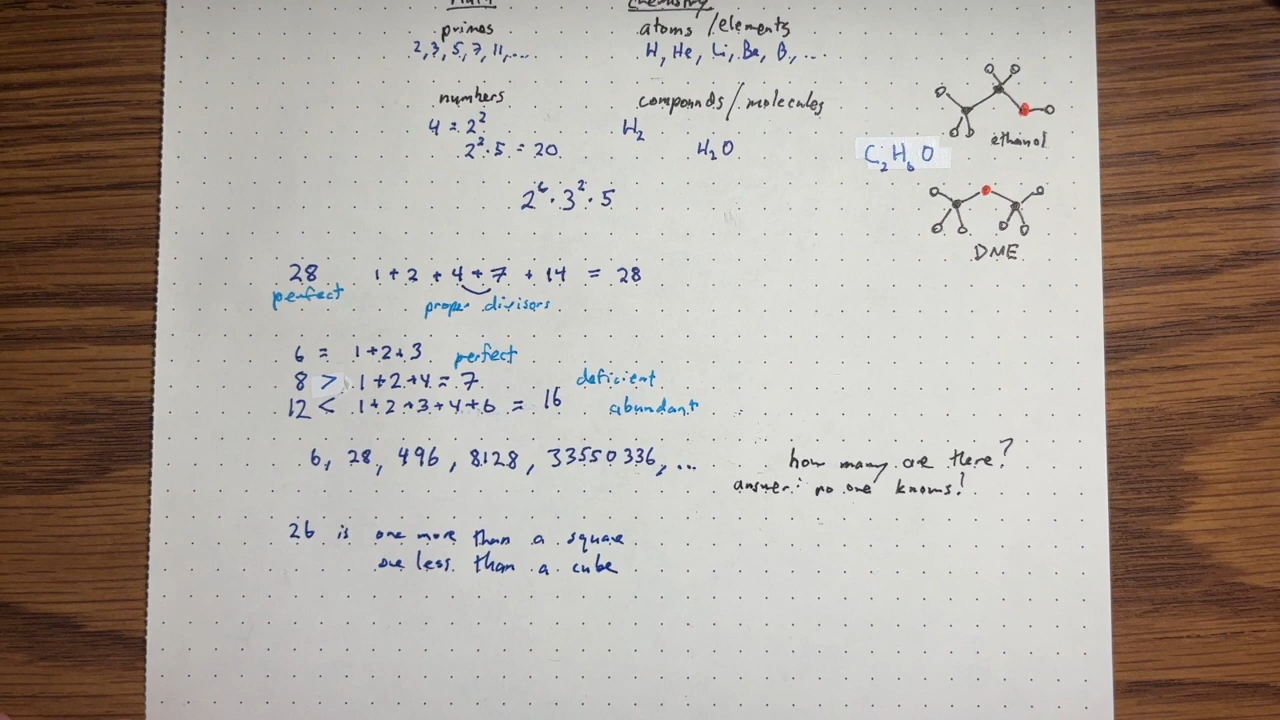 Math Chemistry
primes atoms/elements
2, 3, 5, 7, 11, ... H, He, Li, Be, B, ...
numbers compounds/molecules
4 = 2² H₂
2²·5 = 20 H₂O
ethanol
C₂H₆O
2⁶·3²·5
DME
28 1+2+4+7+14 = 28
perfect proper divisors
6 = 1+2+3 perfect
8 > 1+2+4=7 deficient
12 < 1+2+3+4+6 = 16 abundant
6, 28, 496, 8128, 33550336, ... how many are there?
answer: no one knows!
26 is one more than a square
one less than a cube